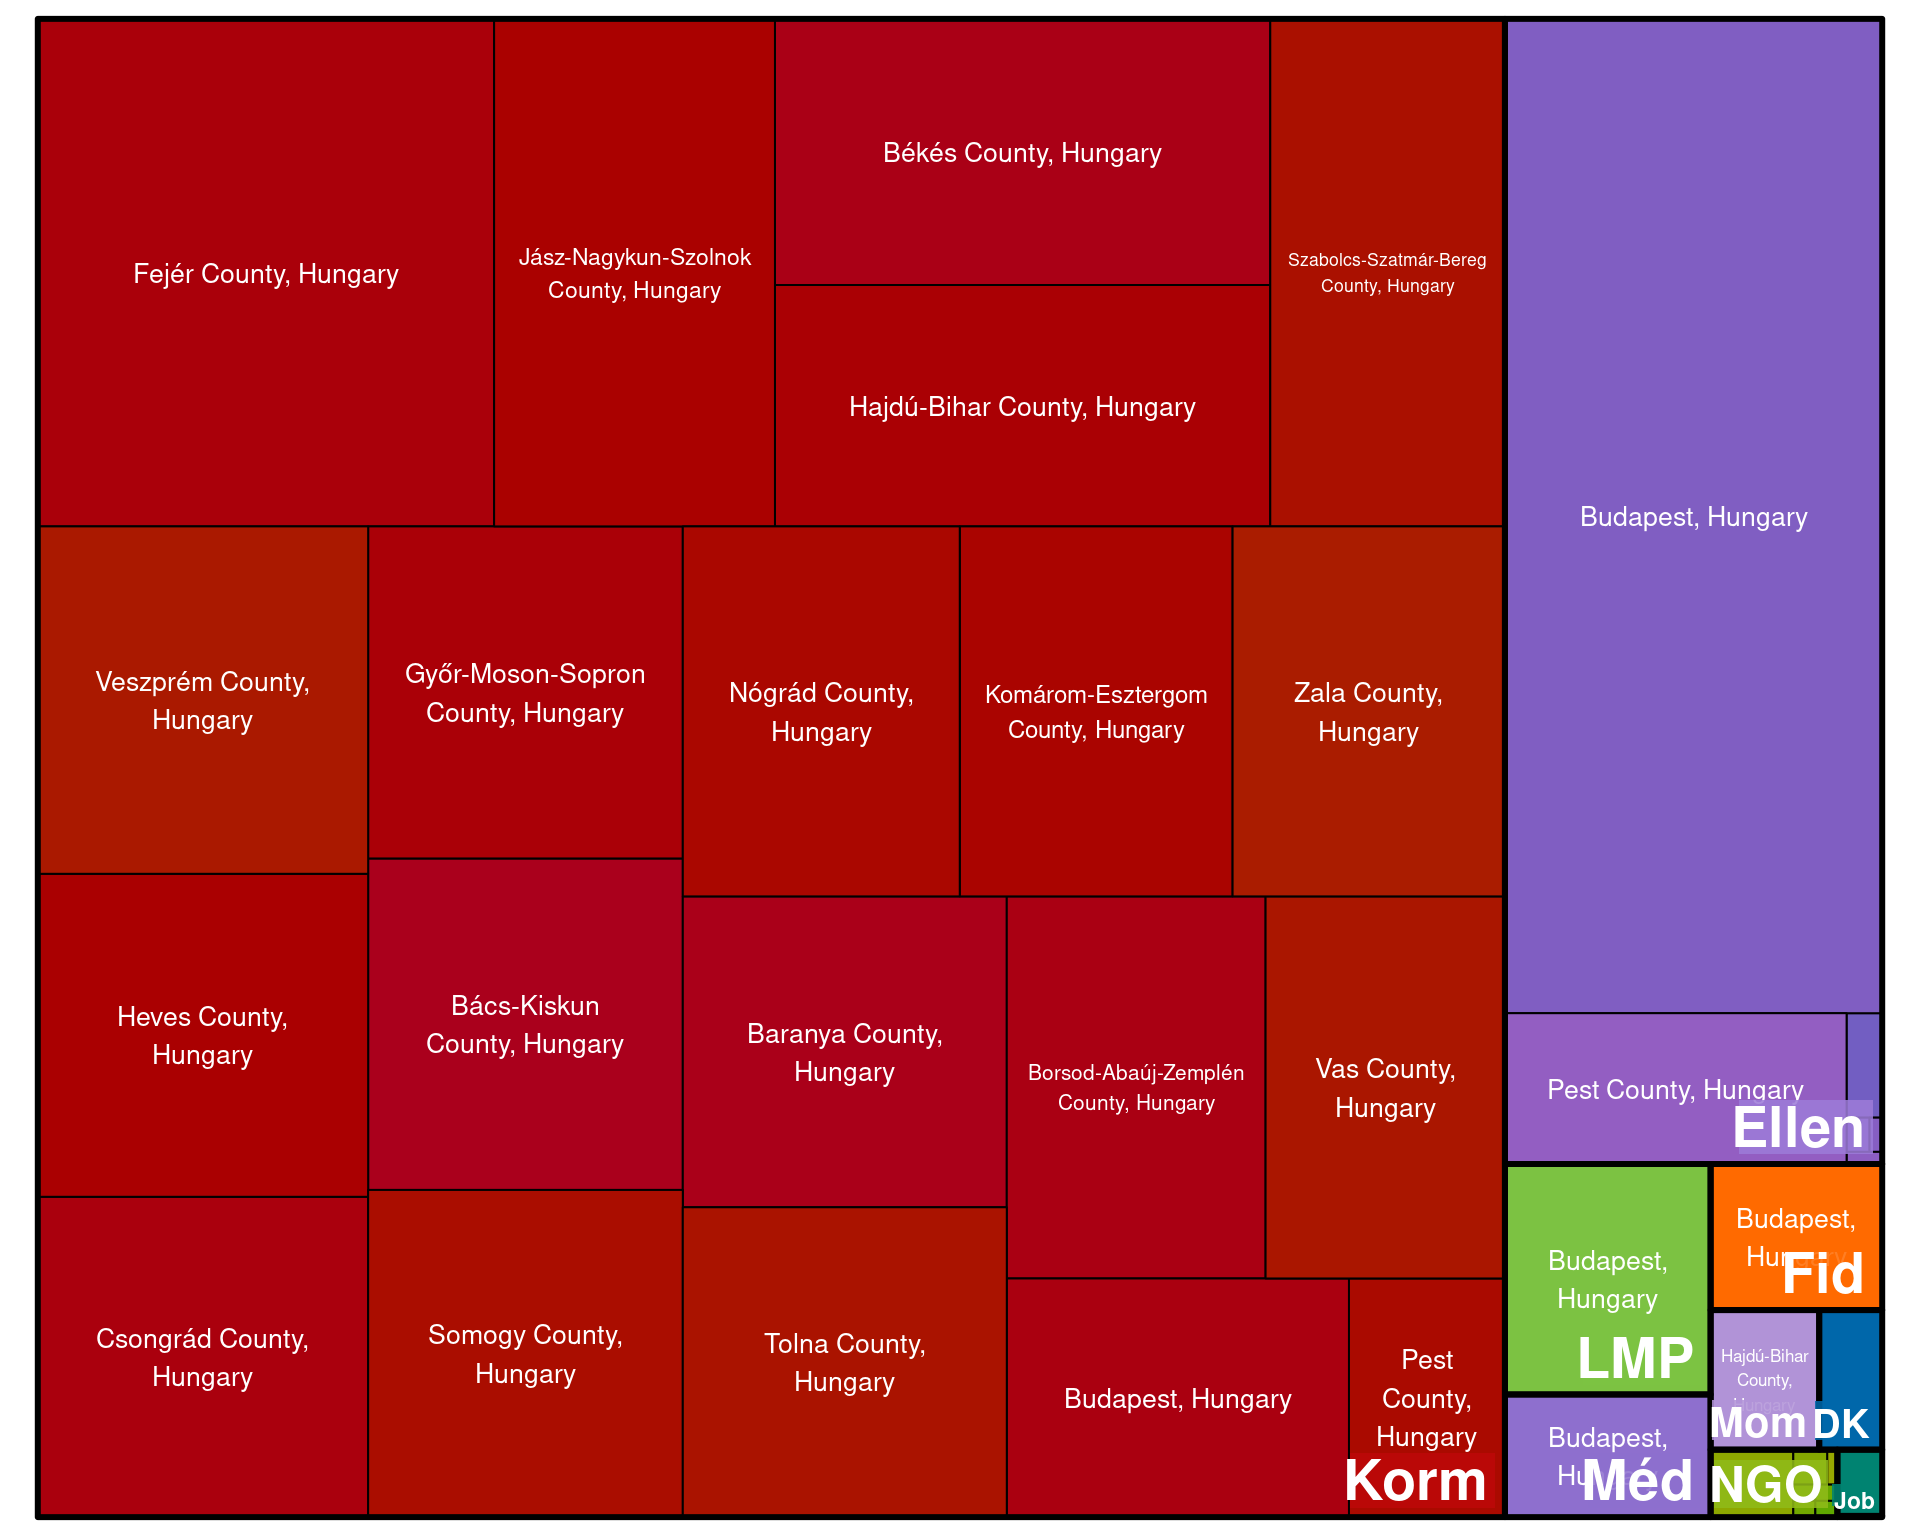 Fejér County, Hungary
Jász-Nagykun-Szolnok
County, Hungary
Békés County, Hungary
Hajdú-Bihar County, Hungary
Szabolcs-Szatmár-Bereg
County, Hungary
Veszprém County,
Hungary
Győr-Moson-Sopron
County, Hungary
Nógrád County,
Hungary
Komárom-Esztergom
County, Hungary
Zala County,
Hungary
Heves County,
Hungary
Bács-Kiskun
County, Hungary
Baranya County,
Hungary
Borsod-Abaúj-Zemplén
County, Hungary
Vas County,
Hungary
Csongrád County,
Hungary
Somogy County,
Hungary
Tolna County,
Hungary
Budapest, Hungary
Pest
County,
Hungary
Korm
Budapest, Hungary
Pest County, Hungary
Ellen
Budapest,
Hungary
LMP
Budapest,
Hungary
Fid
Budapest,
Méd
Hajdú-Bihar
County,
Hungary
Mom
DK
NGO
Job